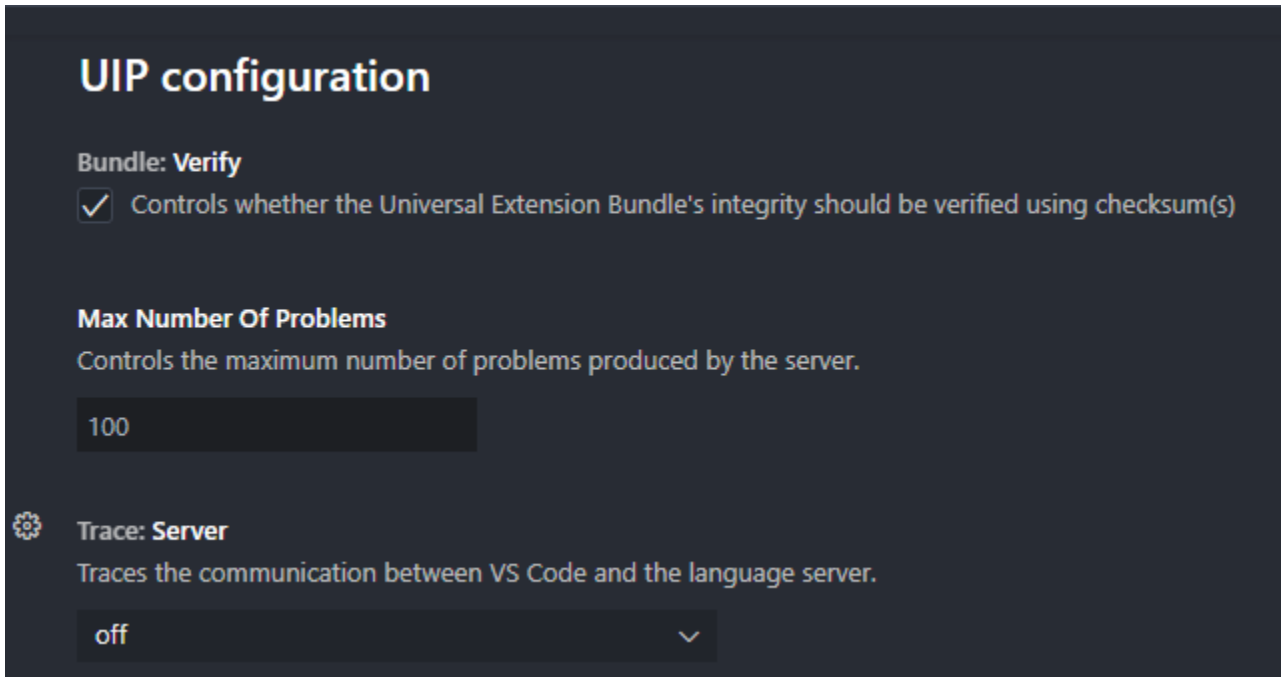 UIP configuration
Bundle: Verify
Controls whether the Universal Extension Bundle's integrity should be verified using checksum(s)
Max Number Of Problems
Controls the maximum number of problems produced by the server.
100
Trace: Server
Traces the communication between VS Code and the language server.
off